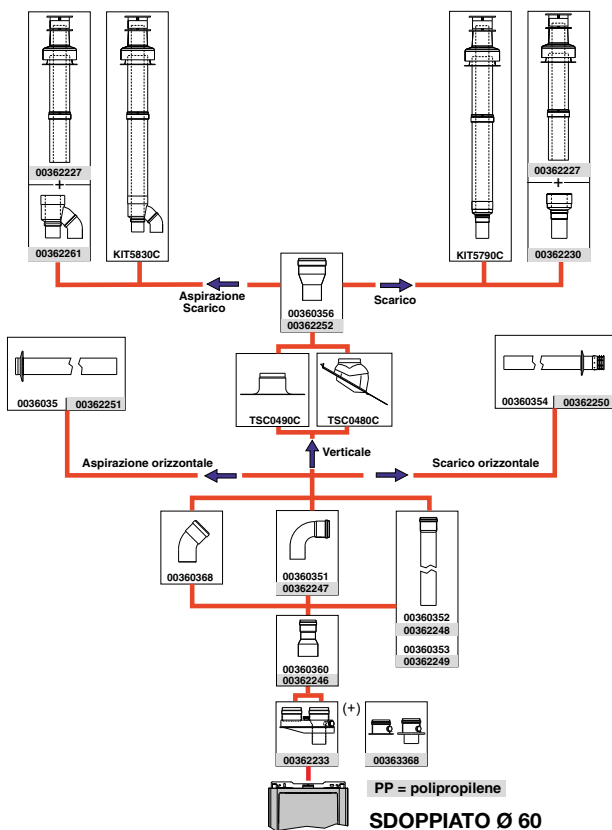 00362227
+
00362261
KIT5830C
KIT5790C
00362227
+
00362230
Aspirazione
Scarico
00360356
00362252
Scarico
0036035 00362251
TSC0490C
TSC0480C
00360354 00362250
Aspirazione orizzontale
Verticale
Scarico orizzontale
00360368
00360351
00362247
00360352
00362248
00360353
00362249
00360360
00362246
00362233
(+)
00363368
PP = polipropilene
SDOPPIATO Ø 60